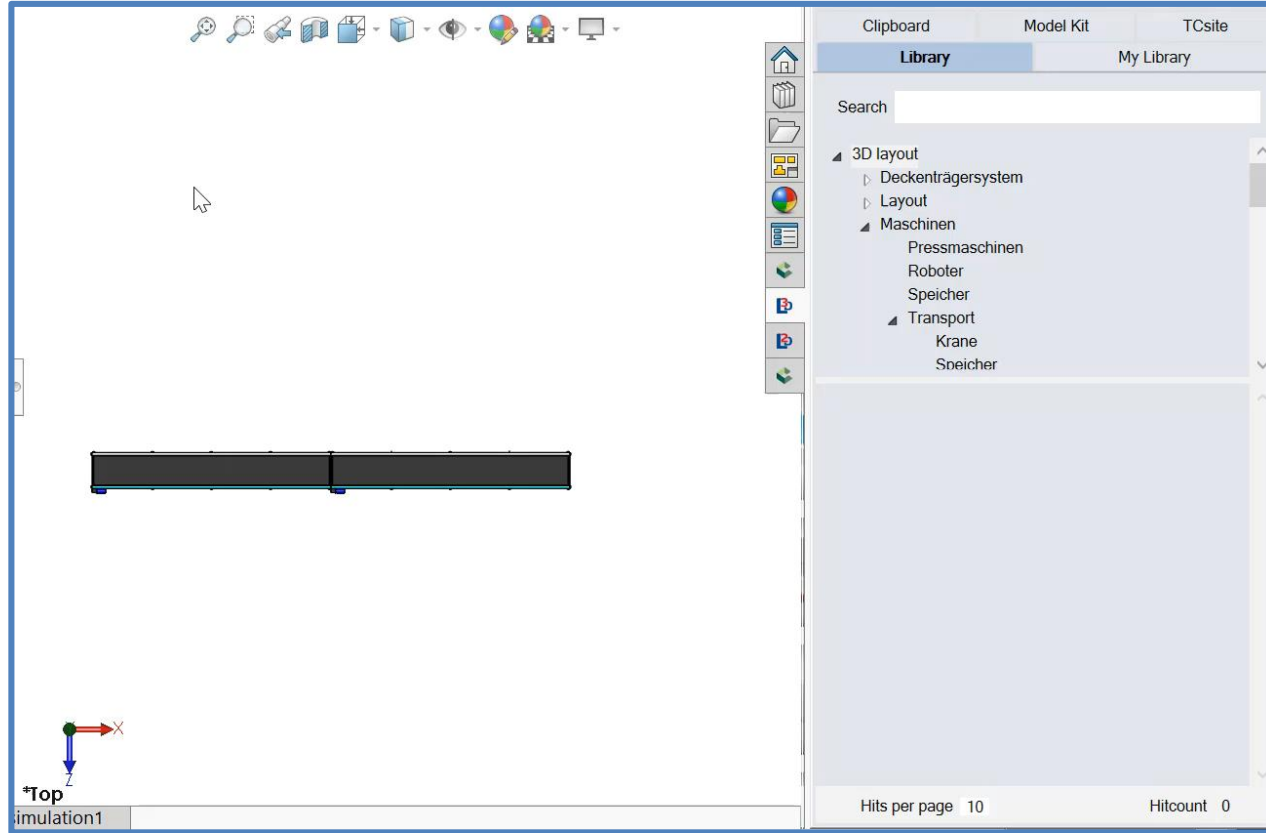 Clipboard Model Kit TCsite
Library My Library
Search
3D layout
Deckenträgersystem
Layout
Maschinen
Pressmaschinen
Roboter
Speicher
Transport
Krane
Speicher
X
Z
*Top
simulation1
Hits per page 10 Hitcount 0